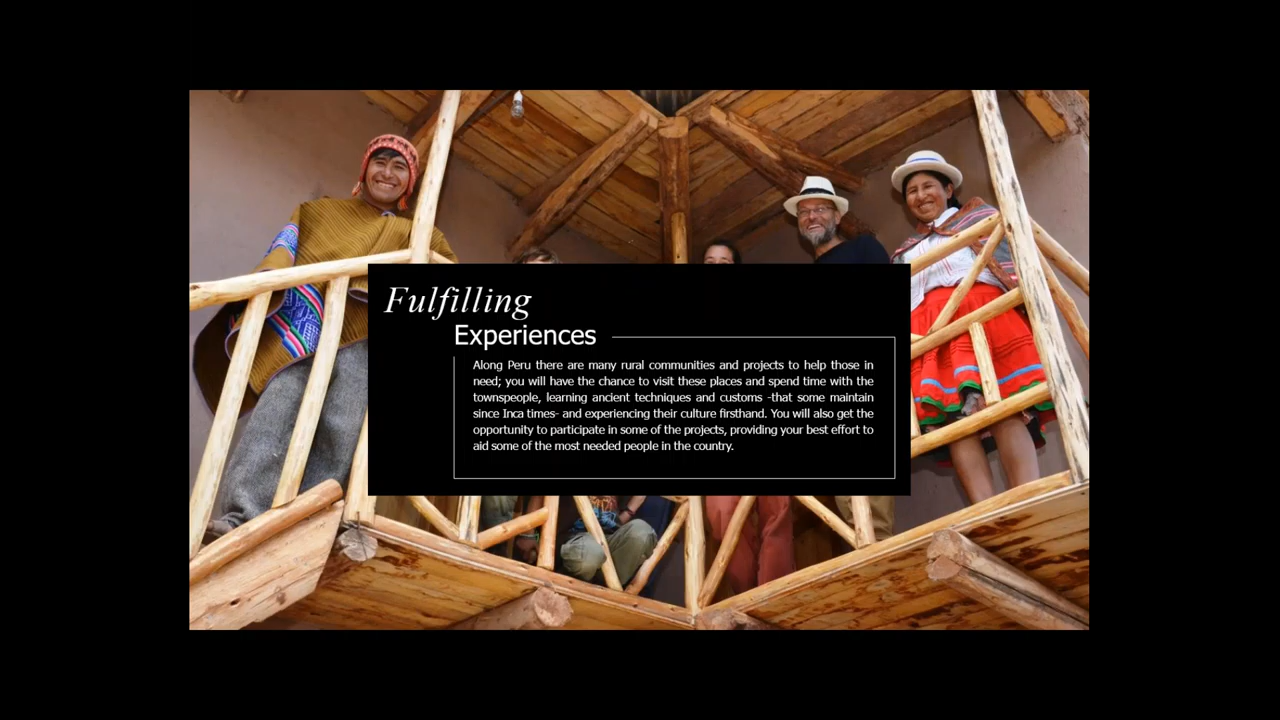 Fulfilling
Experiences
Along Peru there are many rural communities and projects to help those in
need; you will have the chance to visit these places and spend time with the
townspeople, learning ancient techniques and customs -that some maintain
since Inca times- and experiencing their culture firsthand. You will also get the
opportunity to participate in some of the projects, providing your best effort to
aid some of the most needed people in the country.